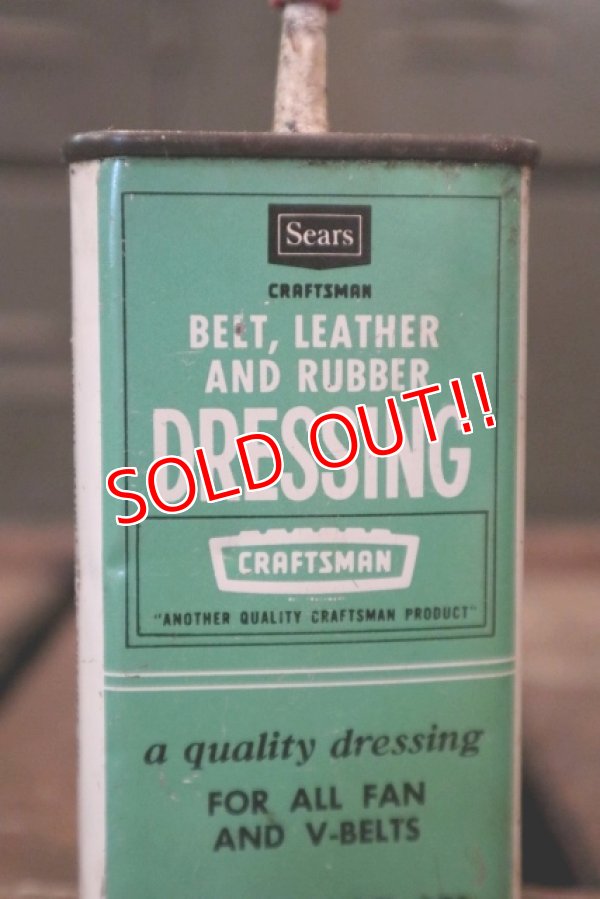 Sears
CRAFTSMAN
BELT, LEATHER
AND RUBBER
DRESSING
SOLD OUT!!
CRAFTSMAN
"ANOTHER QUALITY CRAFTSMAN PRODUCT"
a quality dressing
FOR ALL FAN
AND V-BELTS